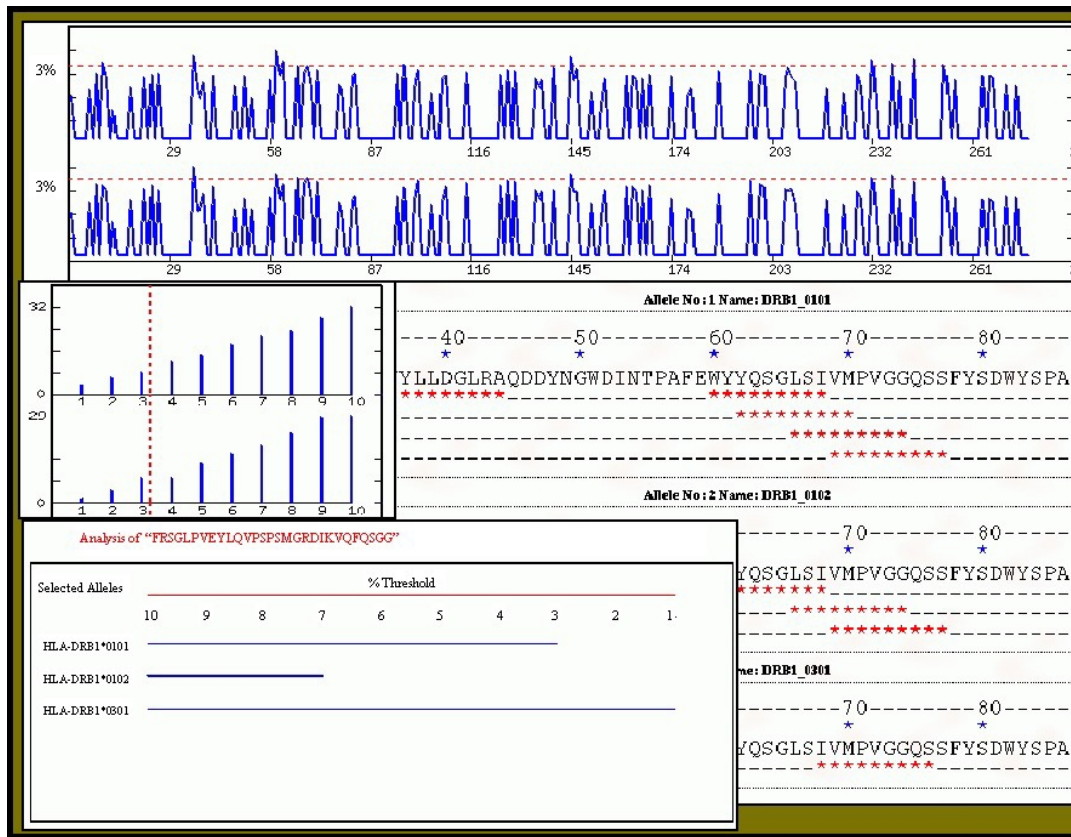 3%
29 58 87 116 145 174 203 232 261
3%
29 58 87 116 145 174 203 232 261
32
0
1 2 3 4 5 6 7 8 9 10
29
0
1 2 3 4 5 6 7 8 9 10
Allele No: 1 Name: DRB1_0101
------40--------50--------60--------70--------80------
YLLDGLRAQDDYNGWDINTPAFEWYYQSGLSIVMPVGGQSSFYSDWYSPA
Allele No: 2 Name: DRB1_0102
--------70--------80------
YQSGLSIVMPVGGQSSFYSDWYSPA
me: DRB1_0301
--------70--------80------
YQSGLSIVMPVGGQSSFYSDWYSPA
Analysis of “FRSGLPVEYLQVPSPSMGRDIKVQFQSGG”
Selected Alleles
% Threshold
10 9 8 7 6 5 4 3 2 1
HLA-DRB1*0101
HLA-DRB1*0102
HLA-DRB1*0301